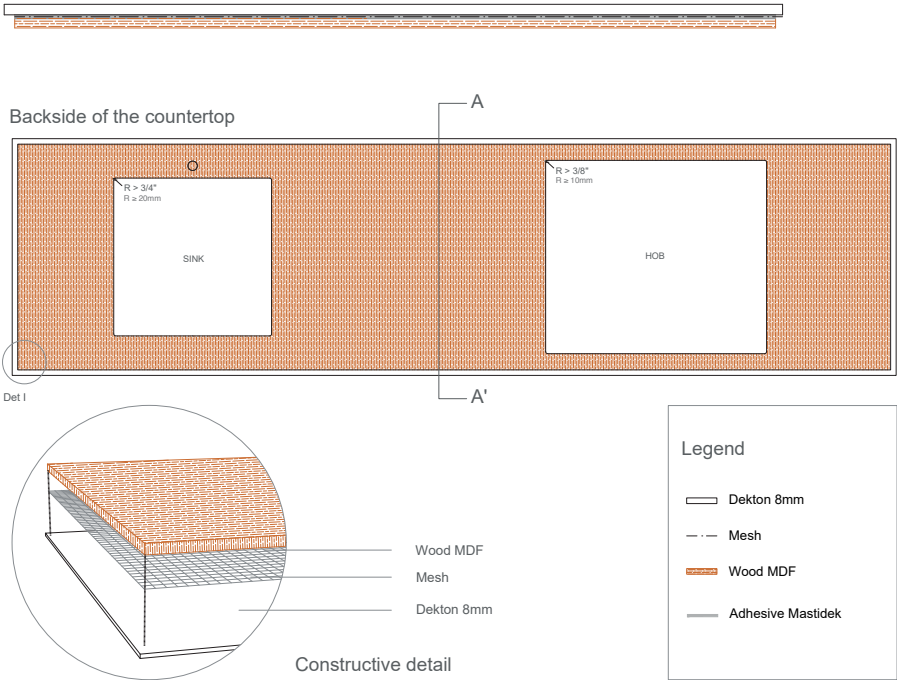 A
Backside of the countertop
R > 3/4"
R ≥ 20mm
R > 3/8"
R ≥ 10mm
SINK
HOB
Det I
A'
Legend
Dekton 8mm
Mesh
Wood MDF
Adhesive Mastidek
Wood MDF
Mesh
Dekton 8mm
Constructive detail